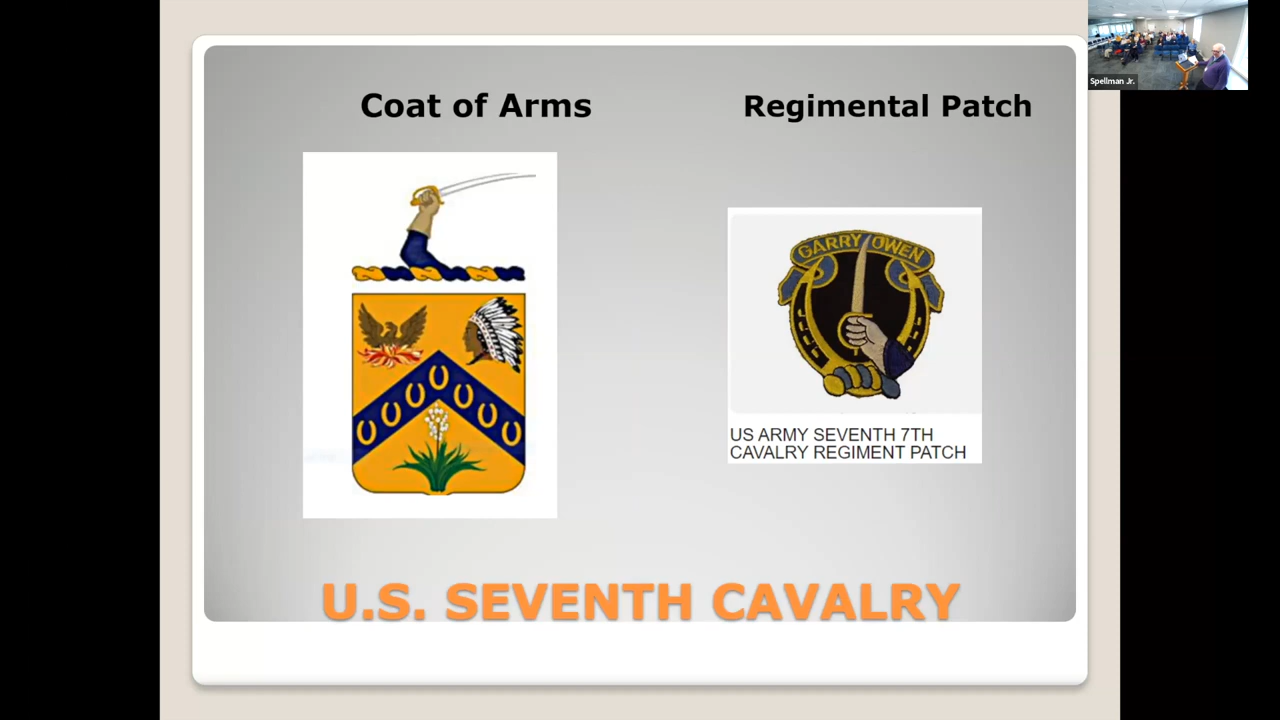 Spellman Jr.
Coat of Arms
Regimental Patch
GARRY OWEN
US ARMY SEVENTH 7TH
CAVALRY REGIMENT PATCH
U.S. SEVENTH CAVALRY